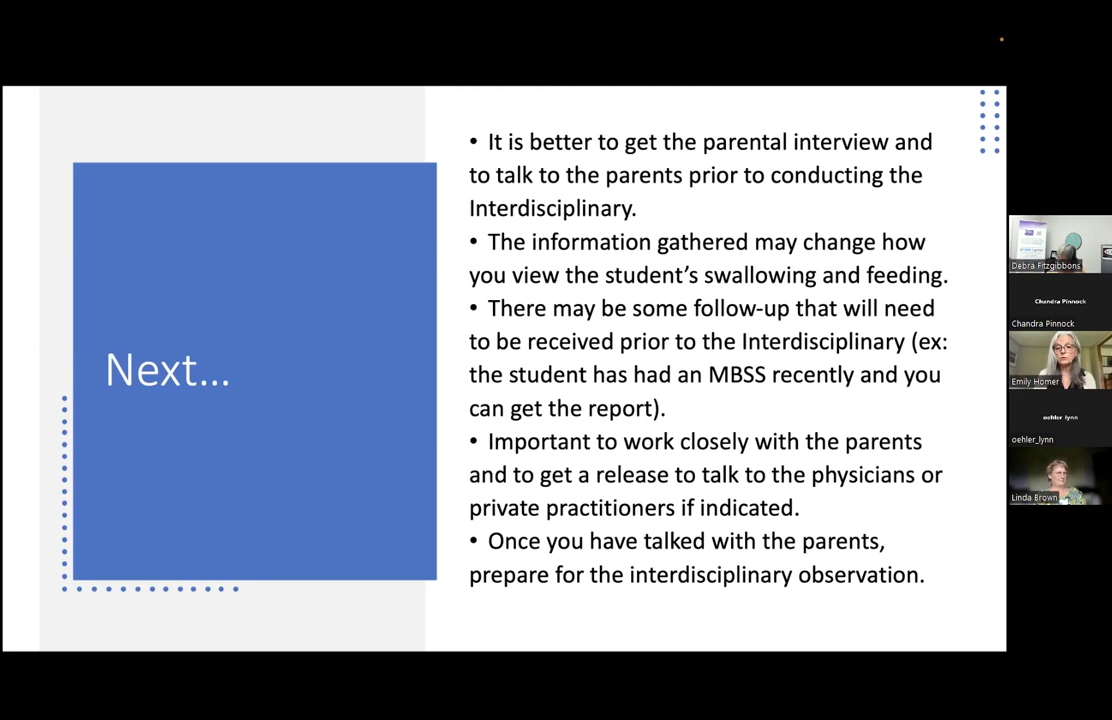 Next...
• It is better to get the parental interview and
to talk to the parents prior to conducting the
Interdisciplinary.
• The information gathered may change how
you view the student's swallowing and feeding.
• There may be some follow-up that will need
to be received prior to the Interdisciplinary (ex:
the student has had an MBSS recently and you
can get the report).
• Important to work closely with the parents
and to get a release to talk to the physicians or
private practitioners if indicated.
• Once you have talked with the parents,
prepare for the interdisciplinary observation.
Debra Fitzgibbons
Chandra Pinnock
Chandra Pinnock
Emily Homer
oehler_lynn
oehler_lynn
Linda Brown